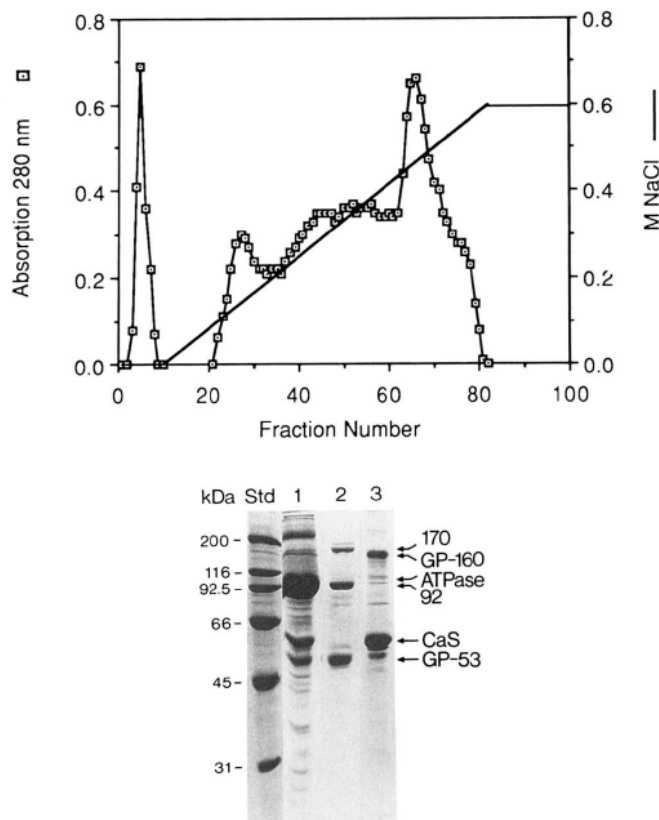 Absorption 280 nm
0.8
0.6
0.4
0.2
0.0
0 20 40 60 80 100
Fraction Number
0.8
0.6
0.4
0.2
0.0
M NaCl
kDa Std 1 2 3
200
116
92.5
66
45
31
170
GP-160
ATPase
92
CaS
GP-53